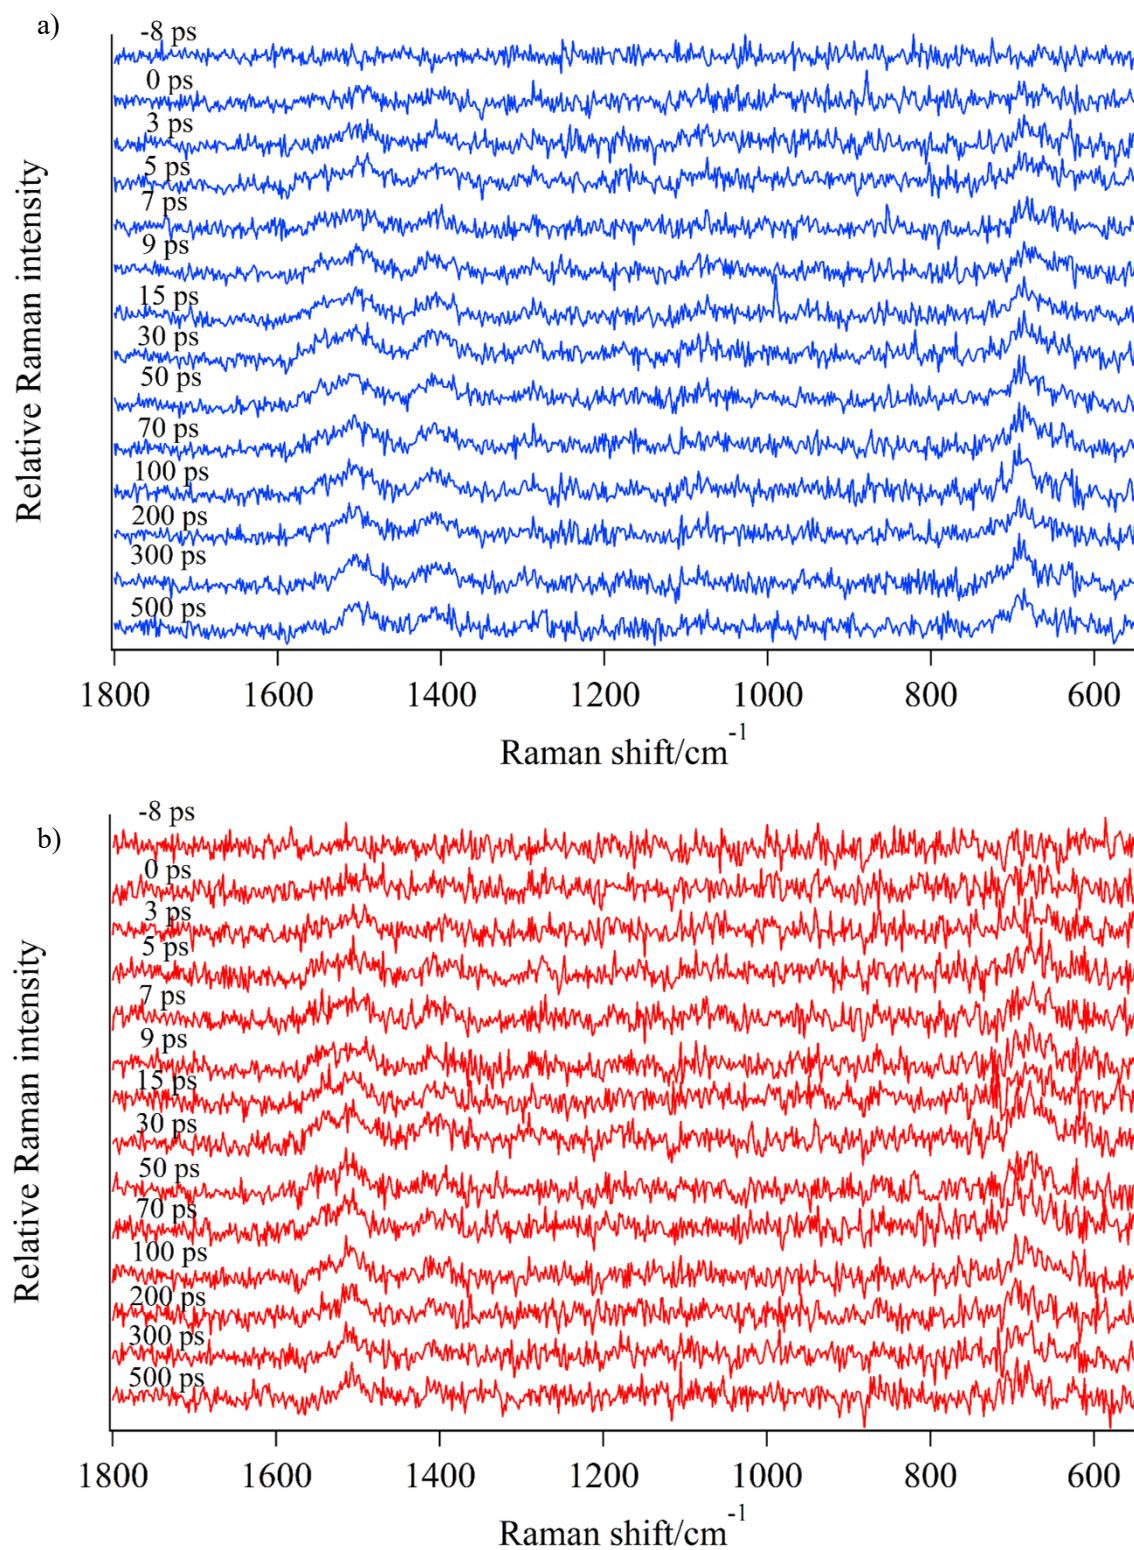 a)
-8 ps
0 ps
3 ps
5 ps
7 ps
9 ps
15 ps
30 ps
50 ps
70 ps
100 ps
200 ps
300 ps
500 ps
Relative Raman intensity
1800 1600 1400 1200 1000 800 600
Raman shift/cm-1
b)
-8 ps
0 ps
3 ps
5 ps
7 ps
9 ps
15 ps
30 ps
50 ps
70 ps
100 ps
200 ps
300 ps
500 ps
Relative Raman intensity
1800 1600 1400 1200 1000 800 600
Raman shift/cm-1